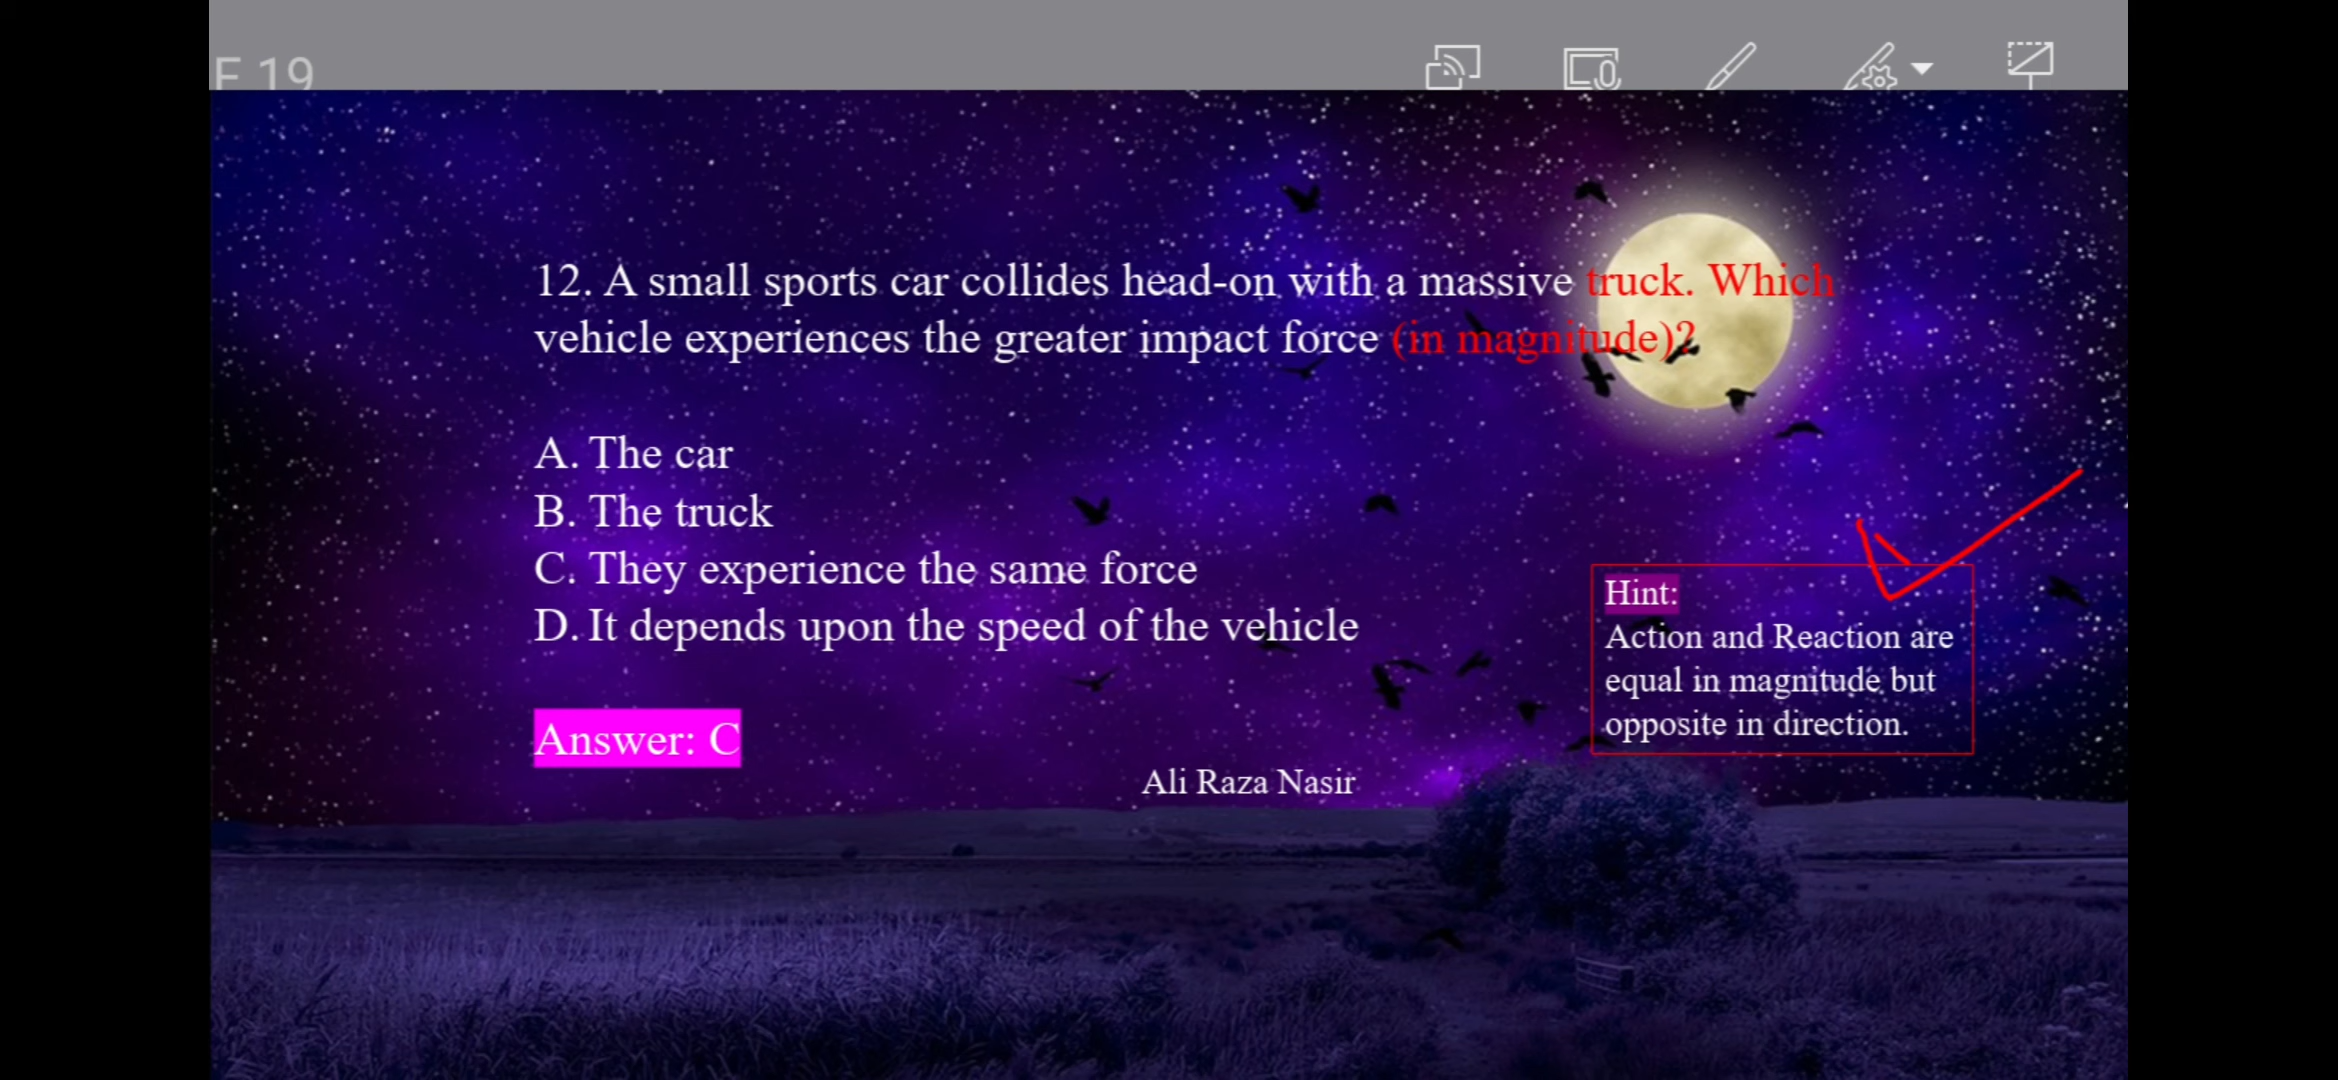 F 19
12. A small sports car collides head-on with a massive truck. Which
vehicle experiences the greater impact force (in magnitude)?
A. The car
B. The truck
C. They experience the same force
D. It depends upon the speed of the vehicle
Hint:
Action and Reaction are
equal in magnitude but
opposite in direction.
Answer: C
Ali Raza Nasir